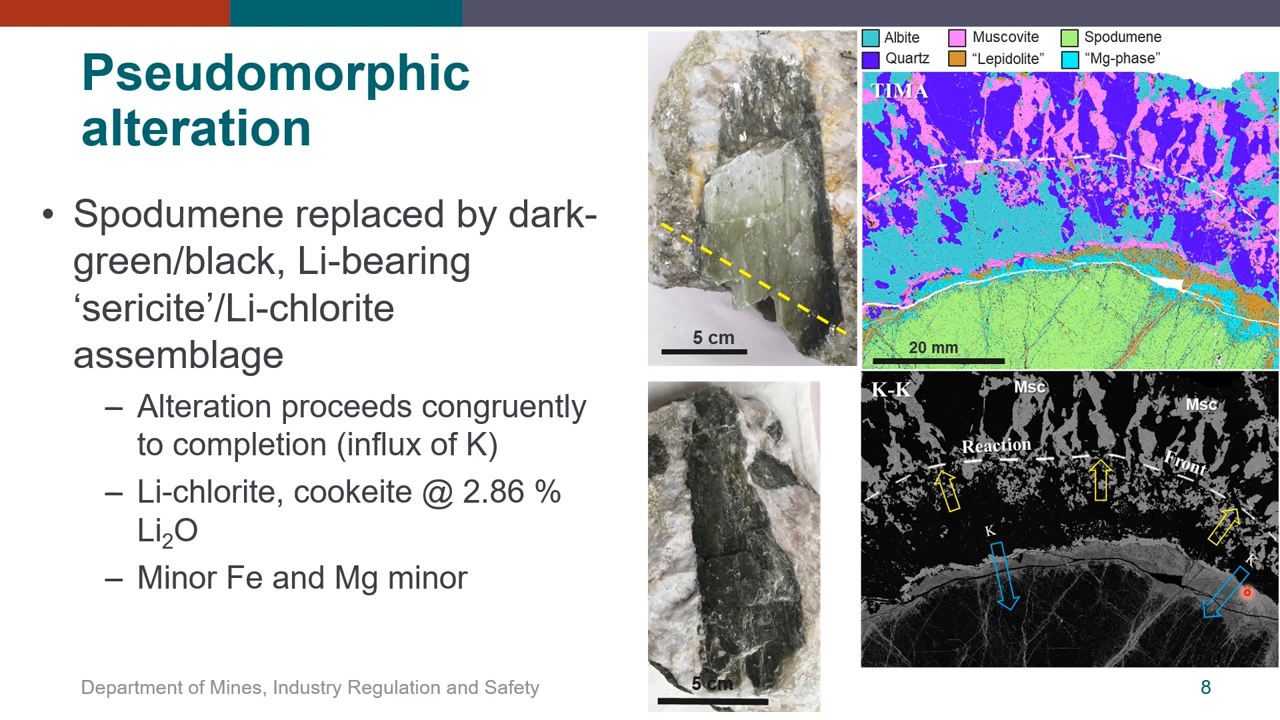 Pseudomorphic
alteration
• Spodumene replaced by dark-
green/black, Li-bearing
‘sericite’/Li-chlorite
assemblage
– Alteration proceeds congruently
to completion (influx of K)
– Li-chlorite, cookeite @ 2.86 %
Li₂O
– Minor Fe and Mg minor
Department of Mines, Industry Regulation and Safety
5 cm
5 cm
Albite Muscovite Spodumene
Quartz “Lepidolite” “Mg-phase”
TIMA
20 mm
K-K
Msc
Msc
Reaction Front
K
K
8